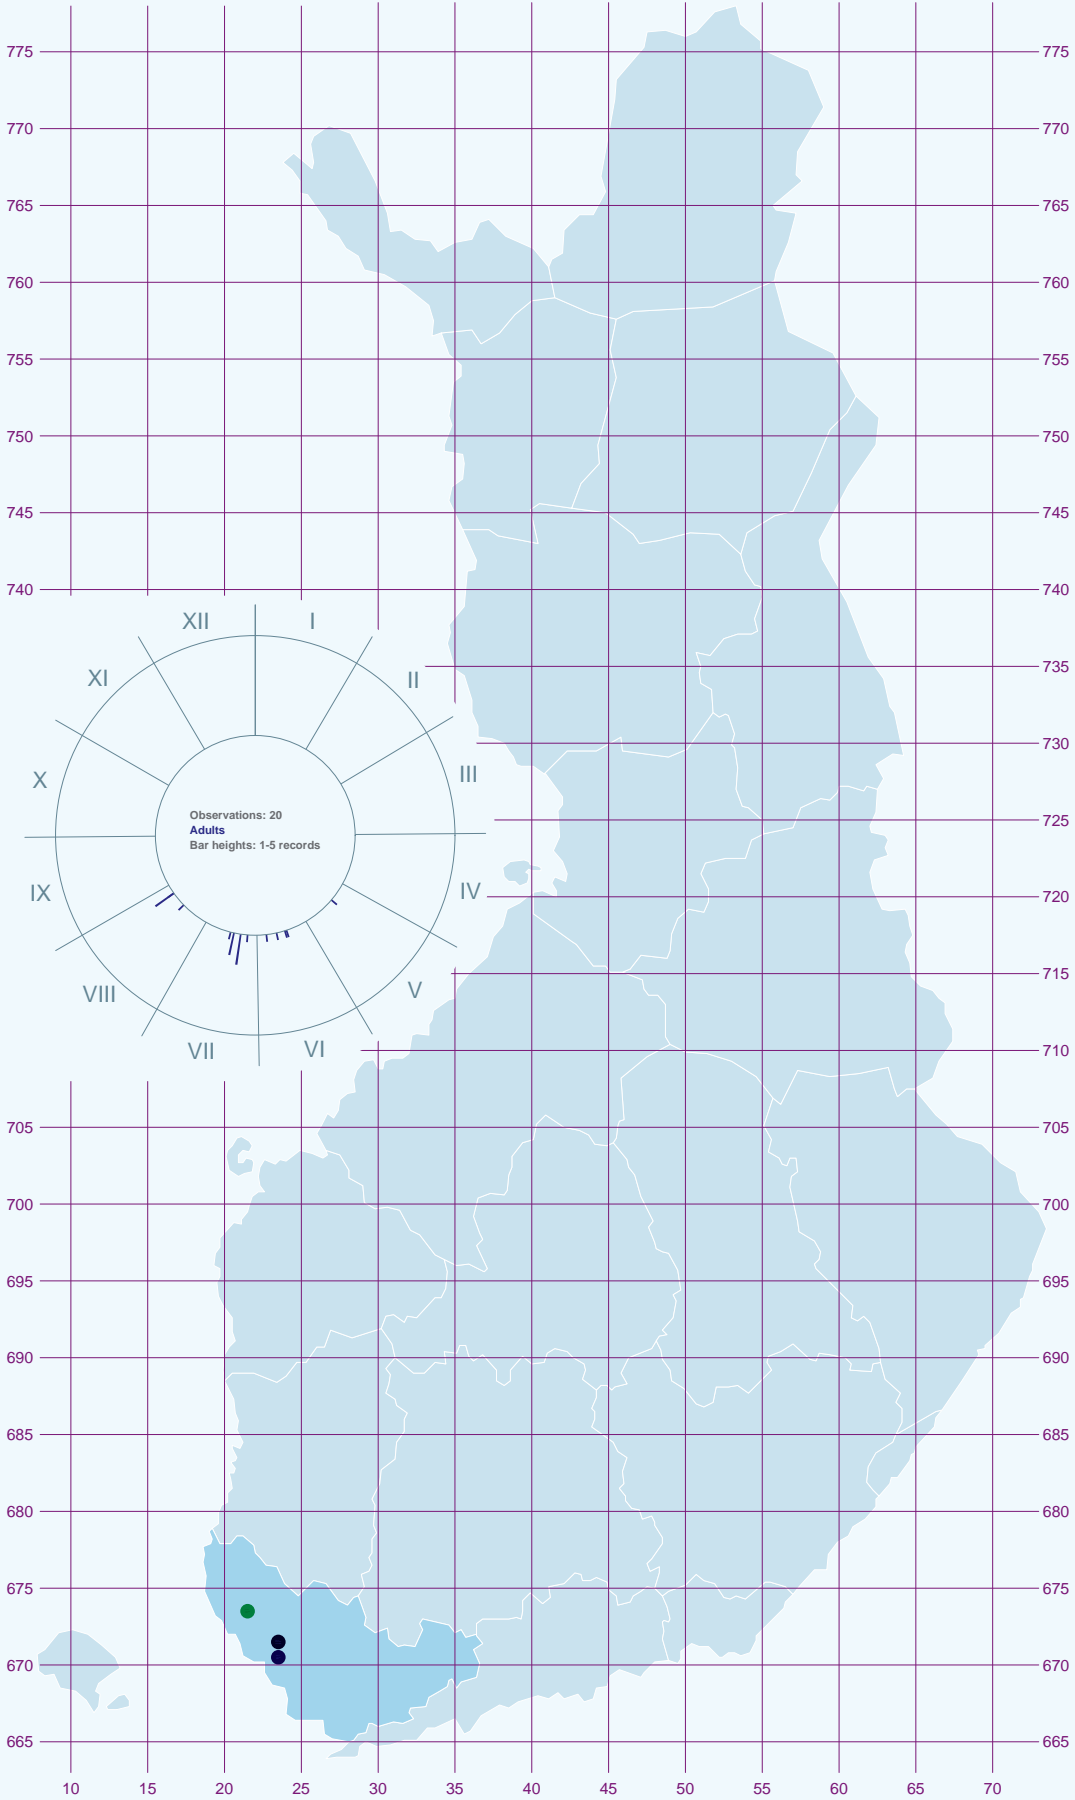 775 775
770 770
765 765
760 760
755 755
750 750
745 745
740 740
XII I
XI II
735
730
X III
Observations: 20
725
Adults
Bar heights: 1-5 records
IX IV
720
715
VIII V
VII VI
710
705 705
700 700
695 695
690 690
685 685
680 680
675 675
670 670
665 665
10 15 20 25 30 35 40 45 50 55 60 65 70